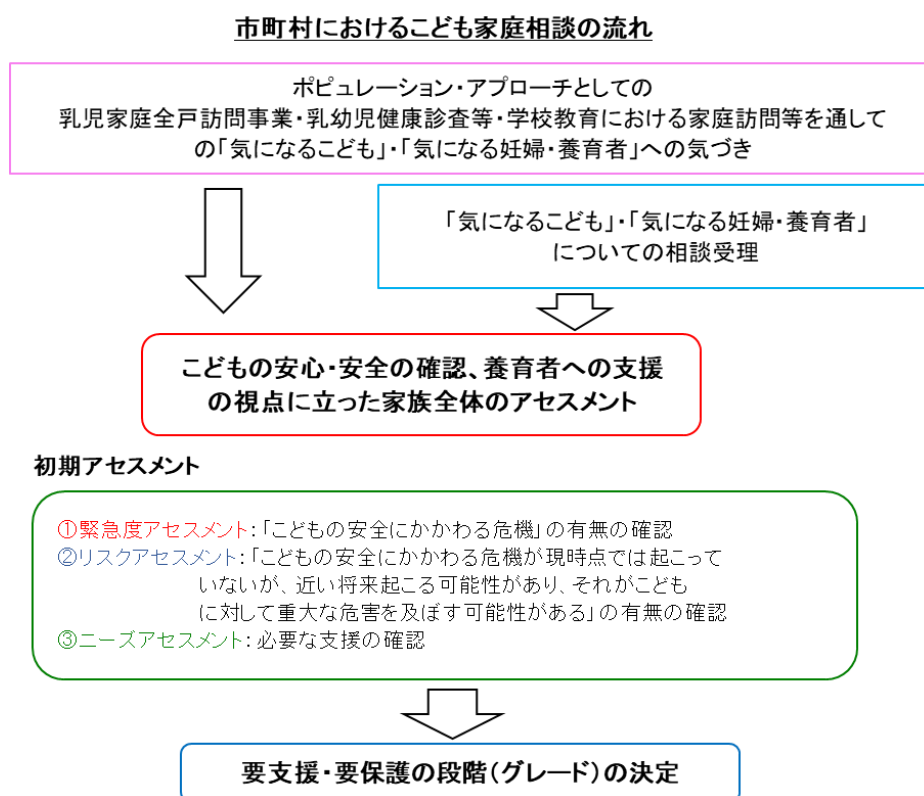 市町村におけるこども家庭相談の流れ
ポピュレーション・アプローチとしての
乳児家庭全戸訪問事業・乳幼児健康診査等・学校教育における家庭訪問等を通して
の「気になるこども」・「気になる妊婦・養育者」への気づき
「気になるこども」・「気になる妊婦・養育者」
についての相談受理
こどもの安心・安全の確認、養育者への支援
の視点に立った家族全体のアセスメント
初期アセスメント
①緊急度アセスメント：「こどもの安全にかかわる危機」の有無の確認
②リスクアセスメント：「こどもの安全にかかわる危機が現時点では起こって
いないが、近い将来起こる可能性があり、それがこども
に対して重大な危害を及ぼす可能性がある」の有無の確認
③ニーズアセスメント：必要な支援の確認
要支援・要保護の段階（グレード）の決定